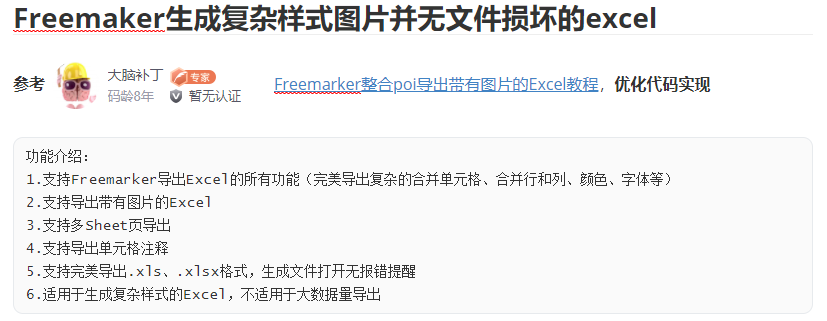 Freemaker生成复杂样式图片并无文件损坏的excel
参考 大脑补丁 专家 码龄8年 暂无认证 Freemarker整合poi导出带有图片的Excel教程，优化代码实现
功能介绍：
1.支持Freemarker导出Excel的所有功能（完美导出复杂的合并单元格、合并行和列、颜色、字体等）
2.支持导出带有图片的Excel
3.支持多Sheet页导出
4.支持导出单元格注释
5.支持完美导出.xls、.xlsx格式，生成文件打开无报错提醒
6.适用于生成复杂样式的Excel，不适用于大数据量导出